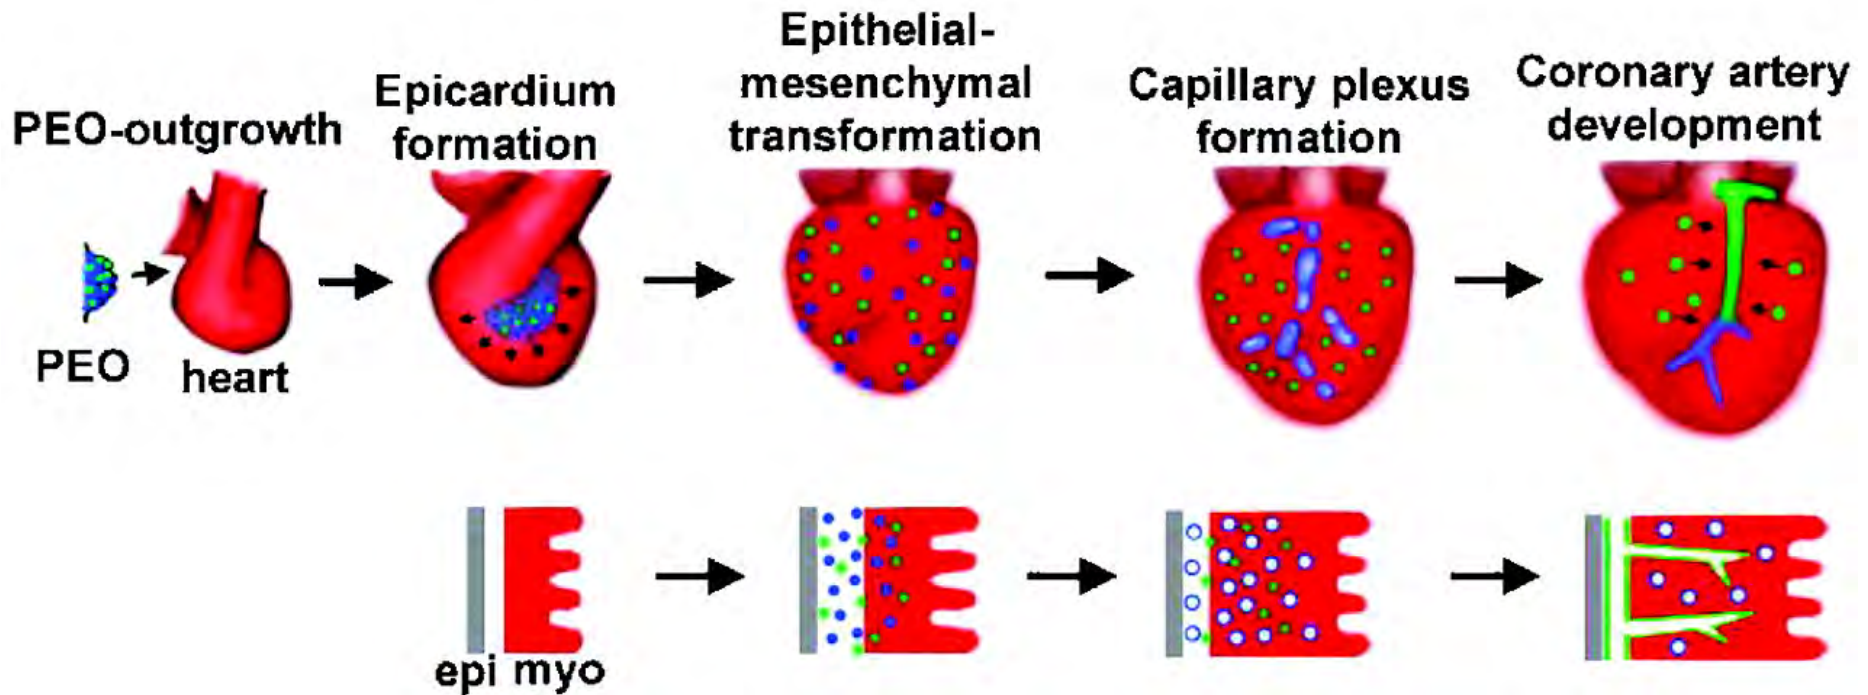 PEO-outgrowth
Epicardium
formation
Epithelial-
mesenchymal
transformation
Capillary plexus
formation
Coronary artery
development
PEO
heart
epi myo